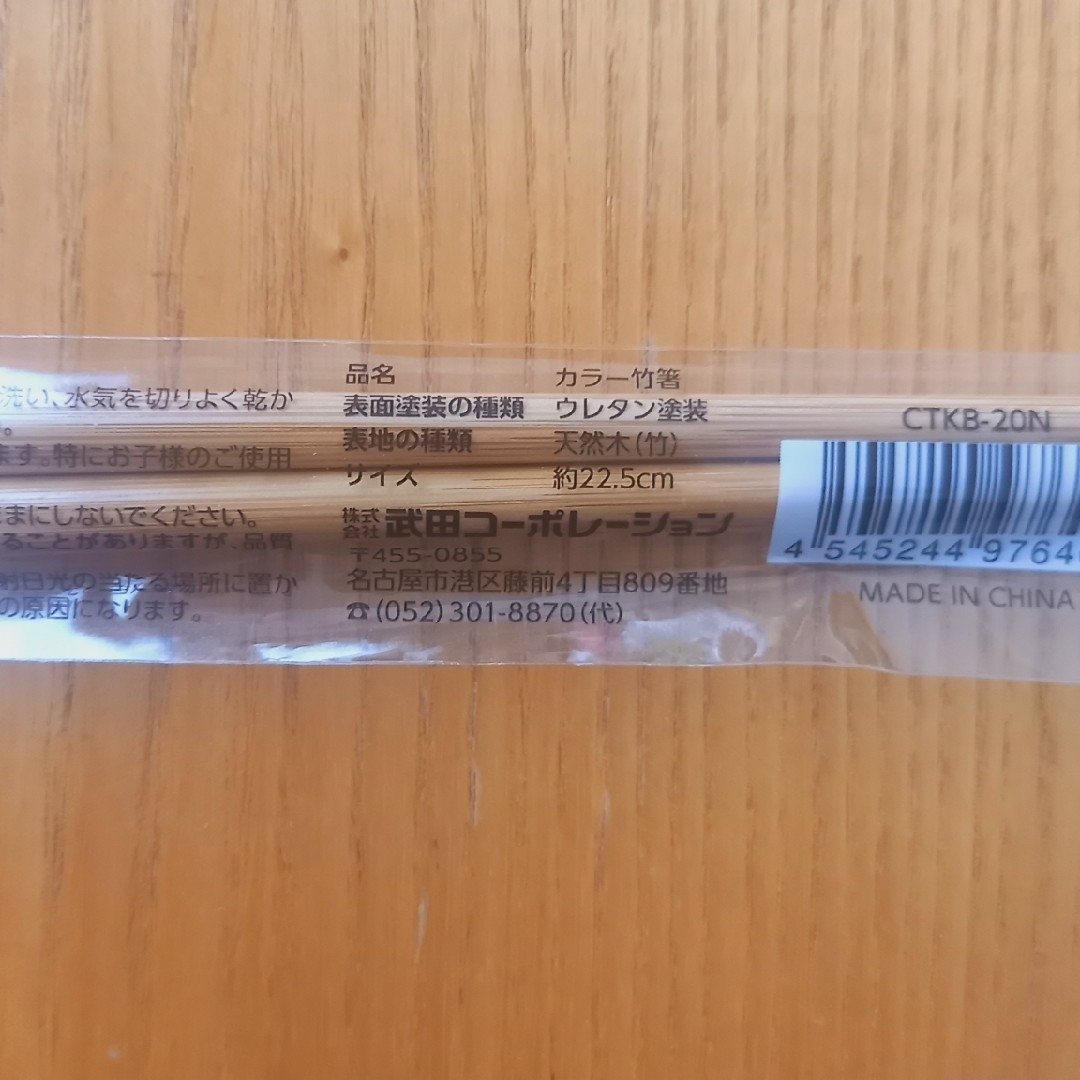 洗い、水気を切りよく乾か
。
ます。特にお子様のご使用
まにしないでください。
ることがありますが、品質
射日光の当たる場所に置か
の原因になります。
品名 カラー竹箸
表面塗装の種類 ウレタン塗装
表地の種類 天然木(竹)
サイズ 約22.5cm
株式会社 武田コーポレーション
〒455-0855
名古屋市港区藤前4丁目809番地
☎(052)301-8870(代)
CTKB-20N
4 545244 97640
MADE IN CHINA